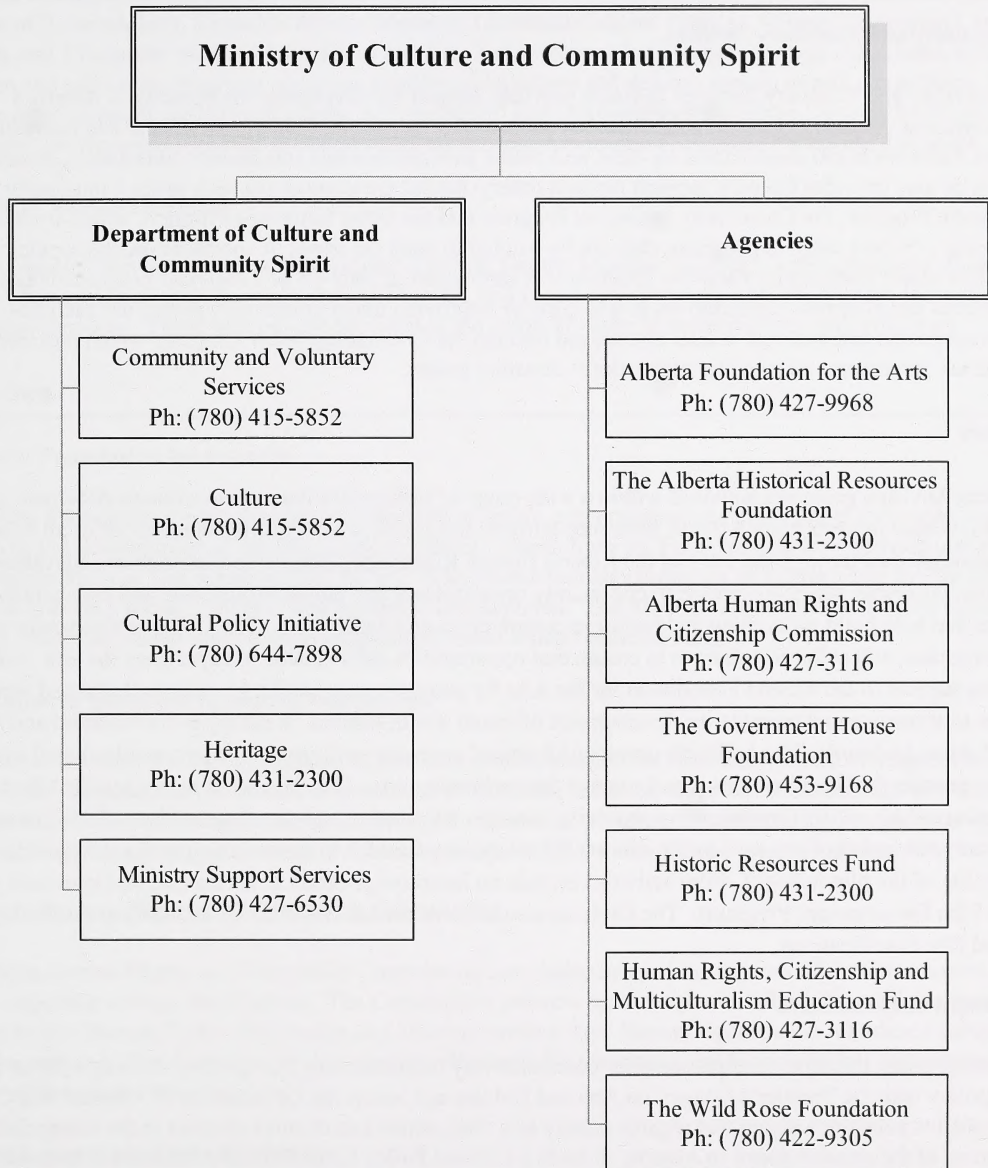 Ministry of Culture and Community Spirit
Department of Culture and
Community Spirit
Community and Voluntary
Services
Ph: (780) 415-5852
Culture
Ph: (780) 415-5852
Cultural Policy Initiative
Ph: (780) 644-7898
Heritage
Ph: (780) 431-2300
Ministry Support Services
Ph: (780) 427-6530
Agencies
Alberta Foundation for the Arts
Ph: (780) 427-9968
The Alberta Historical Resources
Foundation
Ph: (780) 431-2300
Alberta Human Rights and
Citizenship Commission
Ph: (780) 427-3116
The Government House
Foundation
Ph: (780) 453-9168
Historic Resources Fund
Ph: (780) 431-2300
Human Rights, Citizenship and
Multiculturalism Education Fund
Ph: (780) 427-3116
The Wild Rose Foundation
Ph: (780) 422-9305